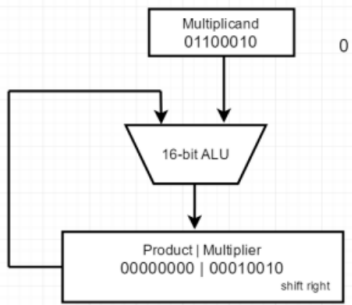 Multiplicand
01100010
0
16-bit ALU
Product | Multiplier
00000000 | 00010010
shift right